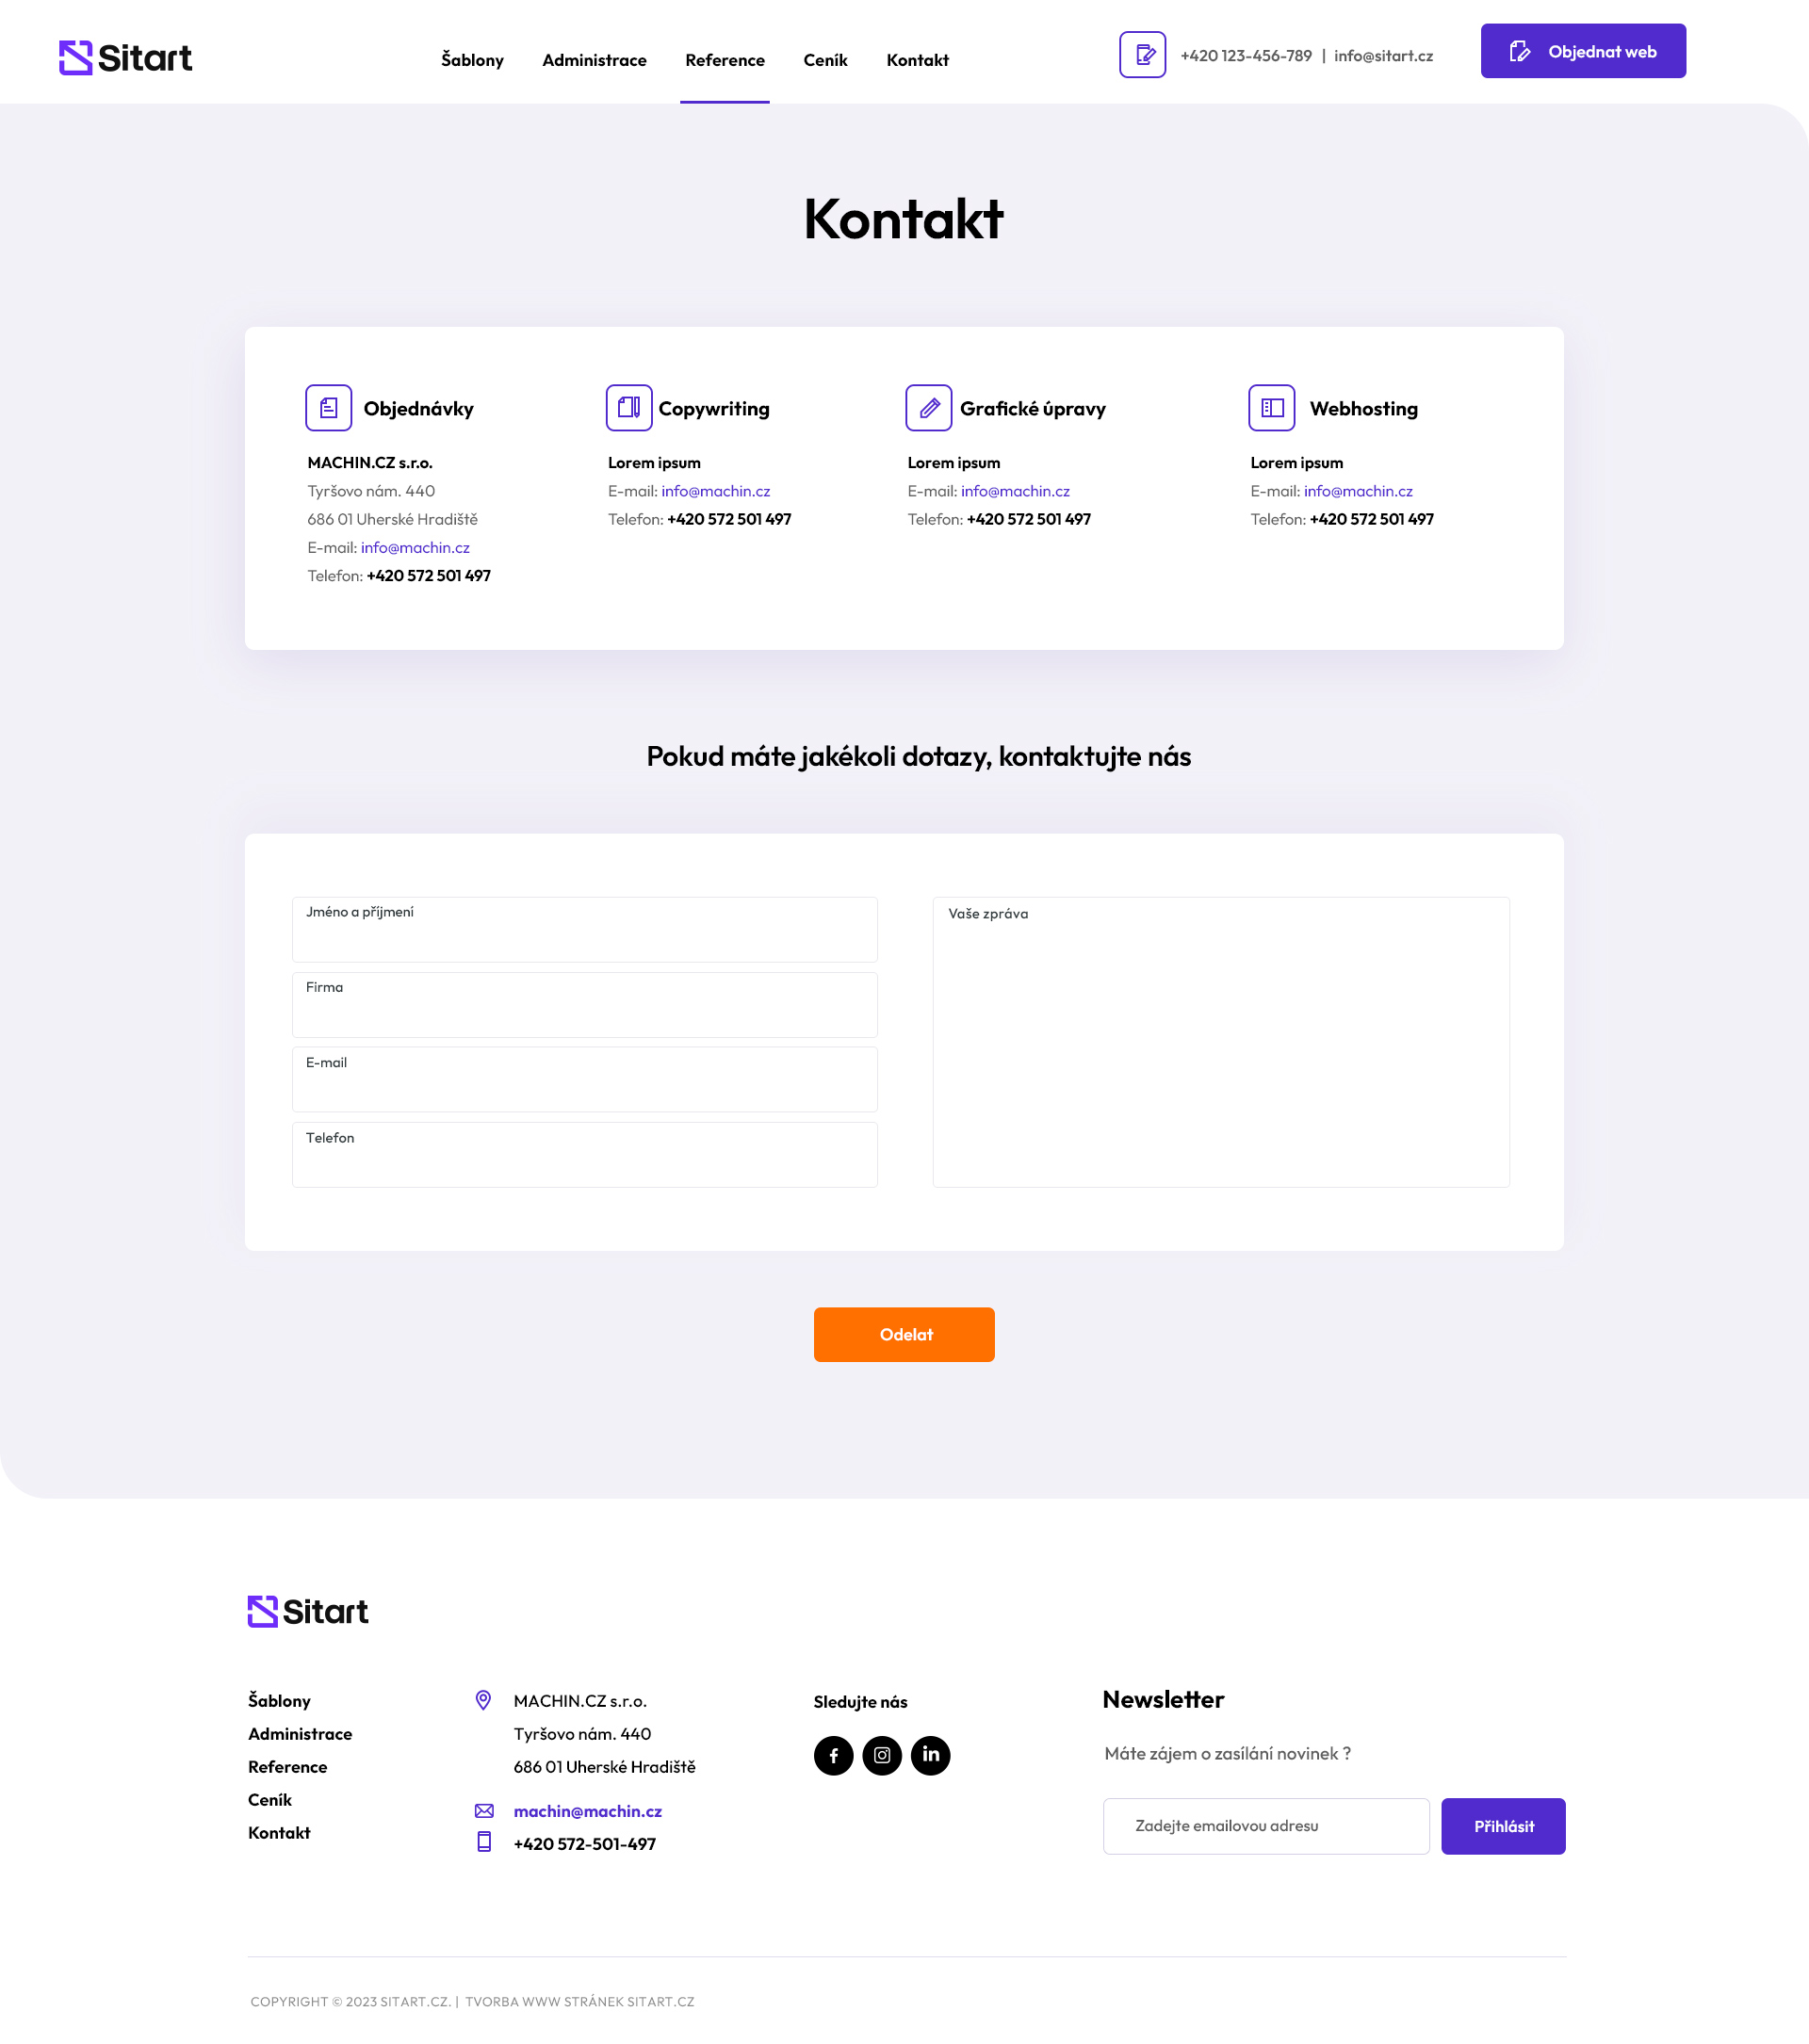 Sitart
Šablony
Administrace
Reference
Ceník
Kontakt
+420 123-456-789 | info@sitart.cz
Objednat web
Kontakt
Objednávky
MACHIN.CZ s.r.o.
Tyršovo nám. 440
686 01 Uherské Hradiště
E-mail: info@machin.cz
Telefon: +420 572 501 497
Copywriting
Lorem ipsum
E-mail: info@machin.cz
Telefon: +420 572 501 497
Grafické úpravy
Lorem ipsum
E-mail: info@machin.cz
Telefon: +420 572 501 497
Webhosting
Lorem ipsum
E-mail: info@machin.cz
Telefon: +420 572 501 497
Pokud máte jakékoli dotazy, kontaktujte nás
Jméno a příjmení
Firma
E-mail
Telefon
Vaše zpráva
Odelat
Sitart
Šablony
Administrace
Reference
Ceník
Kontakt
MACHIN.CZ s.r.o.
Tyršovo nám. 440
686 01 Uherské Hradiště
machin@machin.cz
+420 572-501-497
Sledujte nás
Newsletter
Máte zájem o zasílání novinek ?
Zadejte emailovou adresu
Přihlásit
COPYRIGHT © 2023 SITART.CZ. | TVORBA WWW STRÁNEK SITART.CZ